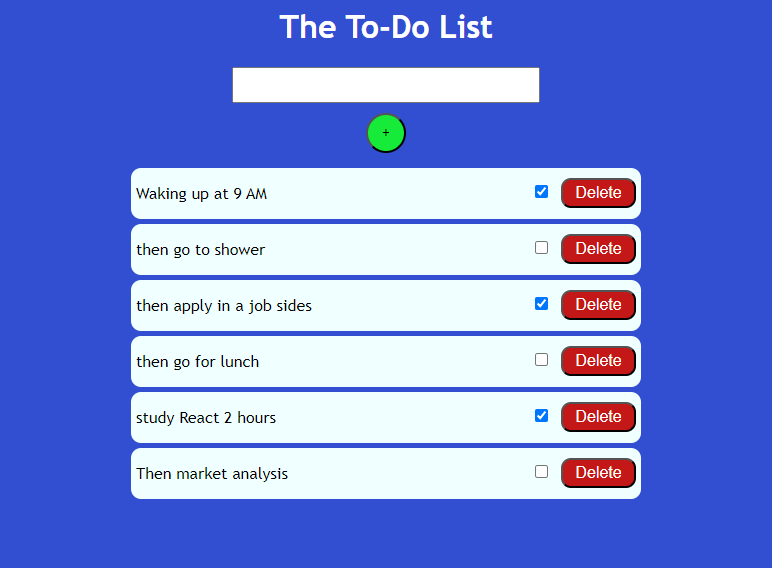 The To-Do List
+
Waking up at 9 AM Delete
then go to shower Delete
then apply in a job sides Delete
then go for lunch Delete
study React 2 hours Delete
Then market analysis Delete